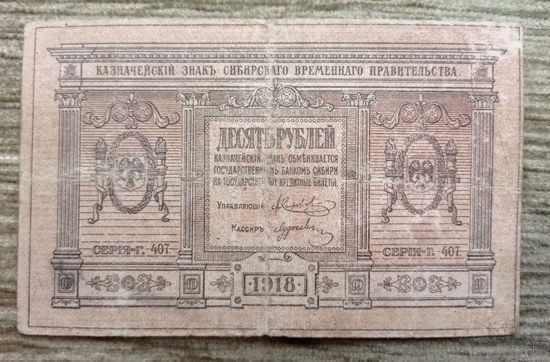 КАЗНАЧЕЙСКІЙ ЗНАКЪ СИБИРСКАГО ВРЕМЕННАГО ПРАВИТЕЛЬСТВА.
ДЕСЯТЬ РУБЛЕЙ
КАЗНАЧЕЙСКІЙ ЗНАКЪ ОБМѢНИВАЕТСЯ
ГОСУДАРСТВЕННЫМЪ БАНКОМЪ СИБИРИ
НА ГОСУДАРСТВЕННЫЕ КРЕДИТНЫЕ БИЛЕТЫ.
УПРАВЛЯЮЩІЙ
КАССИРЪ
СЕРІЯ-Г. 407.
СЕРІЯ-Г. 407.
·1918·